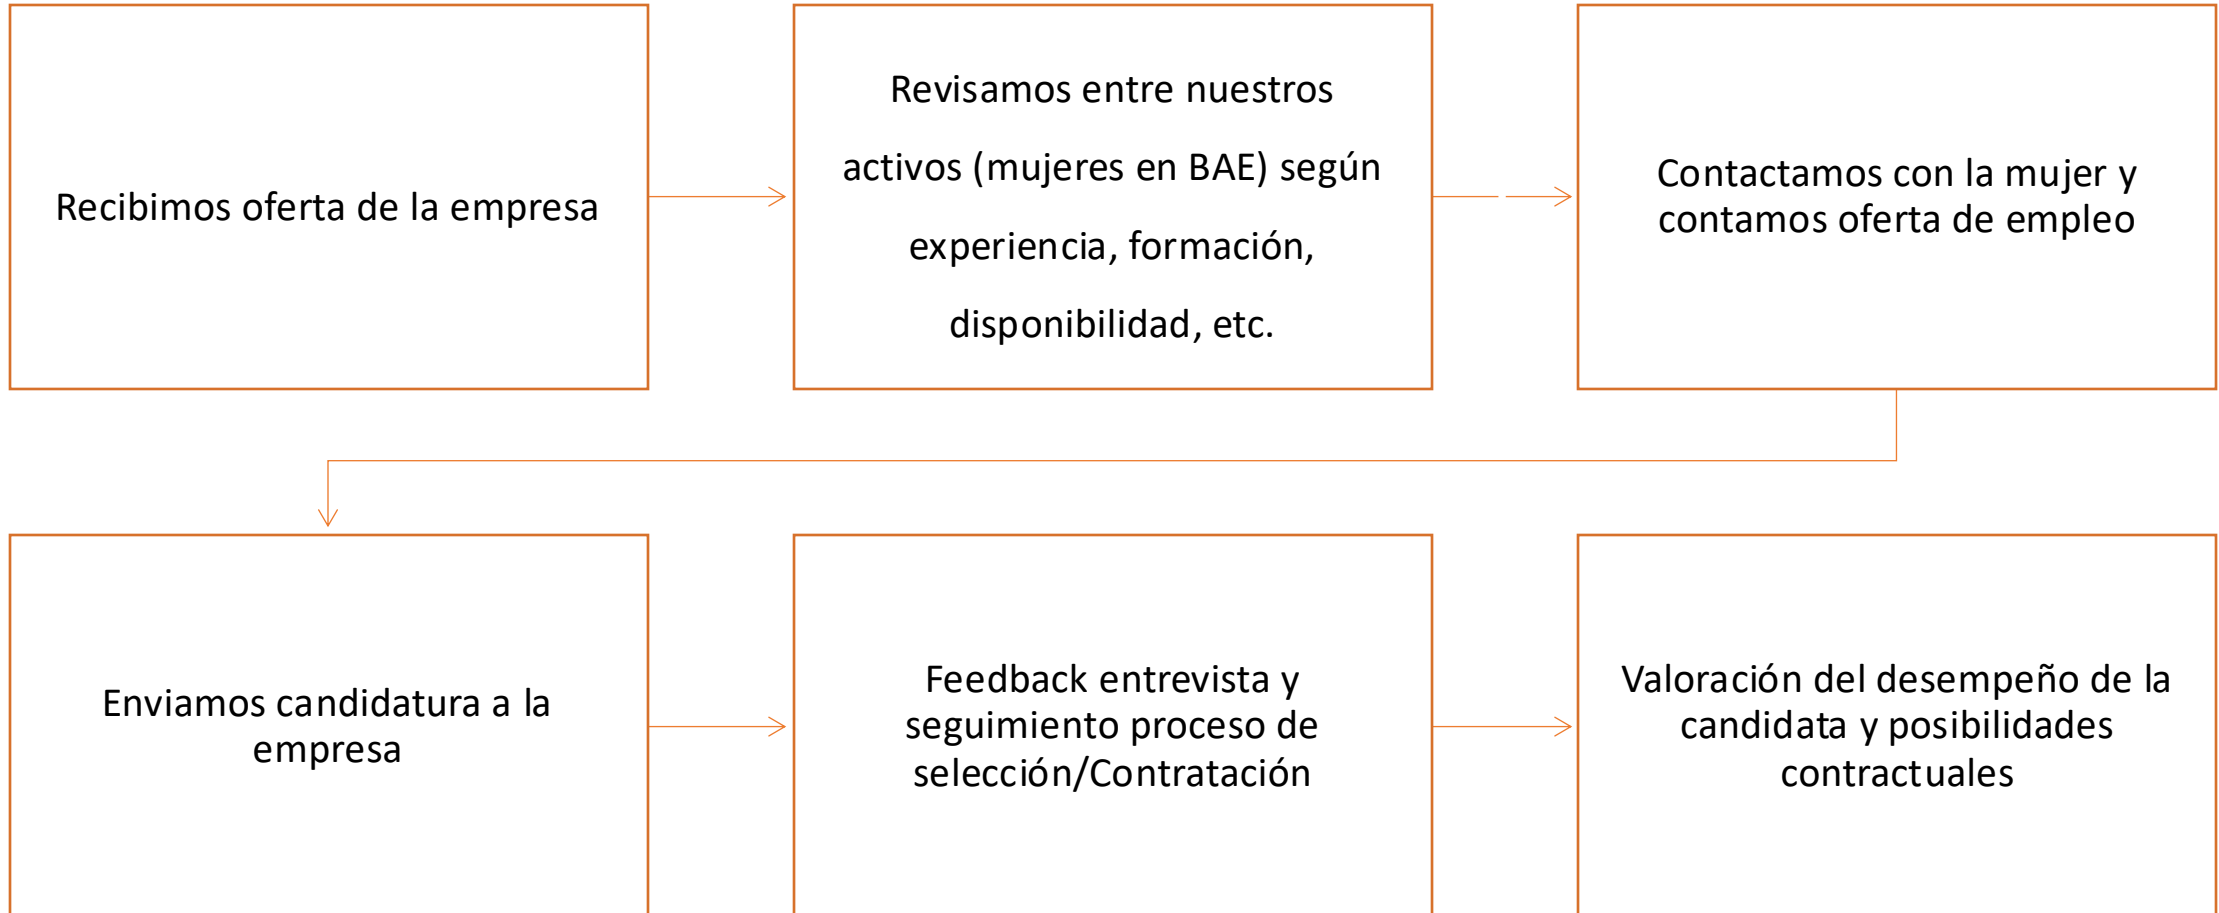 Recibimos oferta de la empresa
Revisamos entre nuestros
activos (mujeres en BAE) según
experiencia, formación,
disponibilidad, etc.
Contactamos con la mujer y
contamos oferta de empleo
Enviamos candidatura a la
empresa
Feedback entrevista y
seguimiento proceso de
selección/Contratación
Valoración del desempeño de la
candidata y posibilidades
contractuales